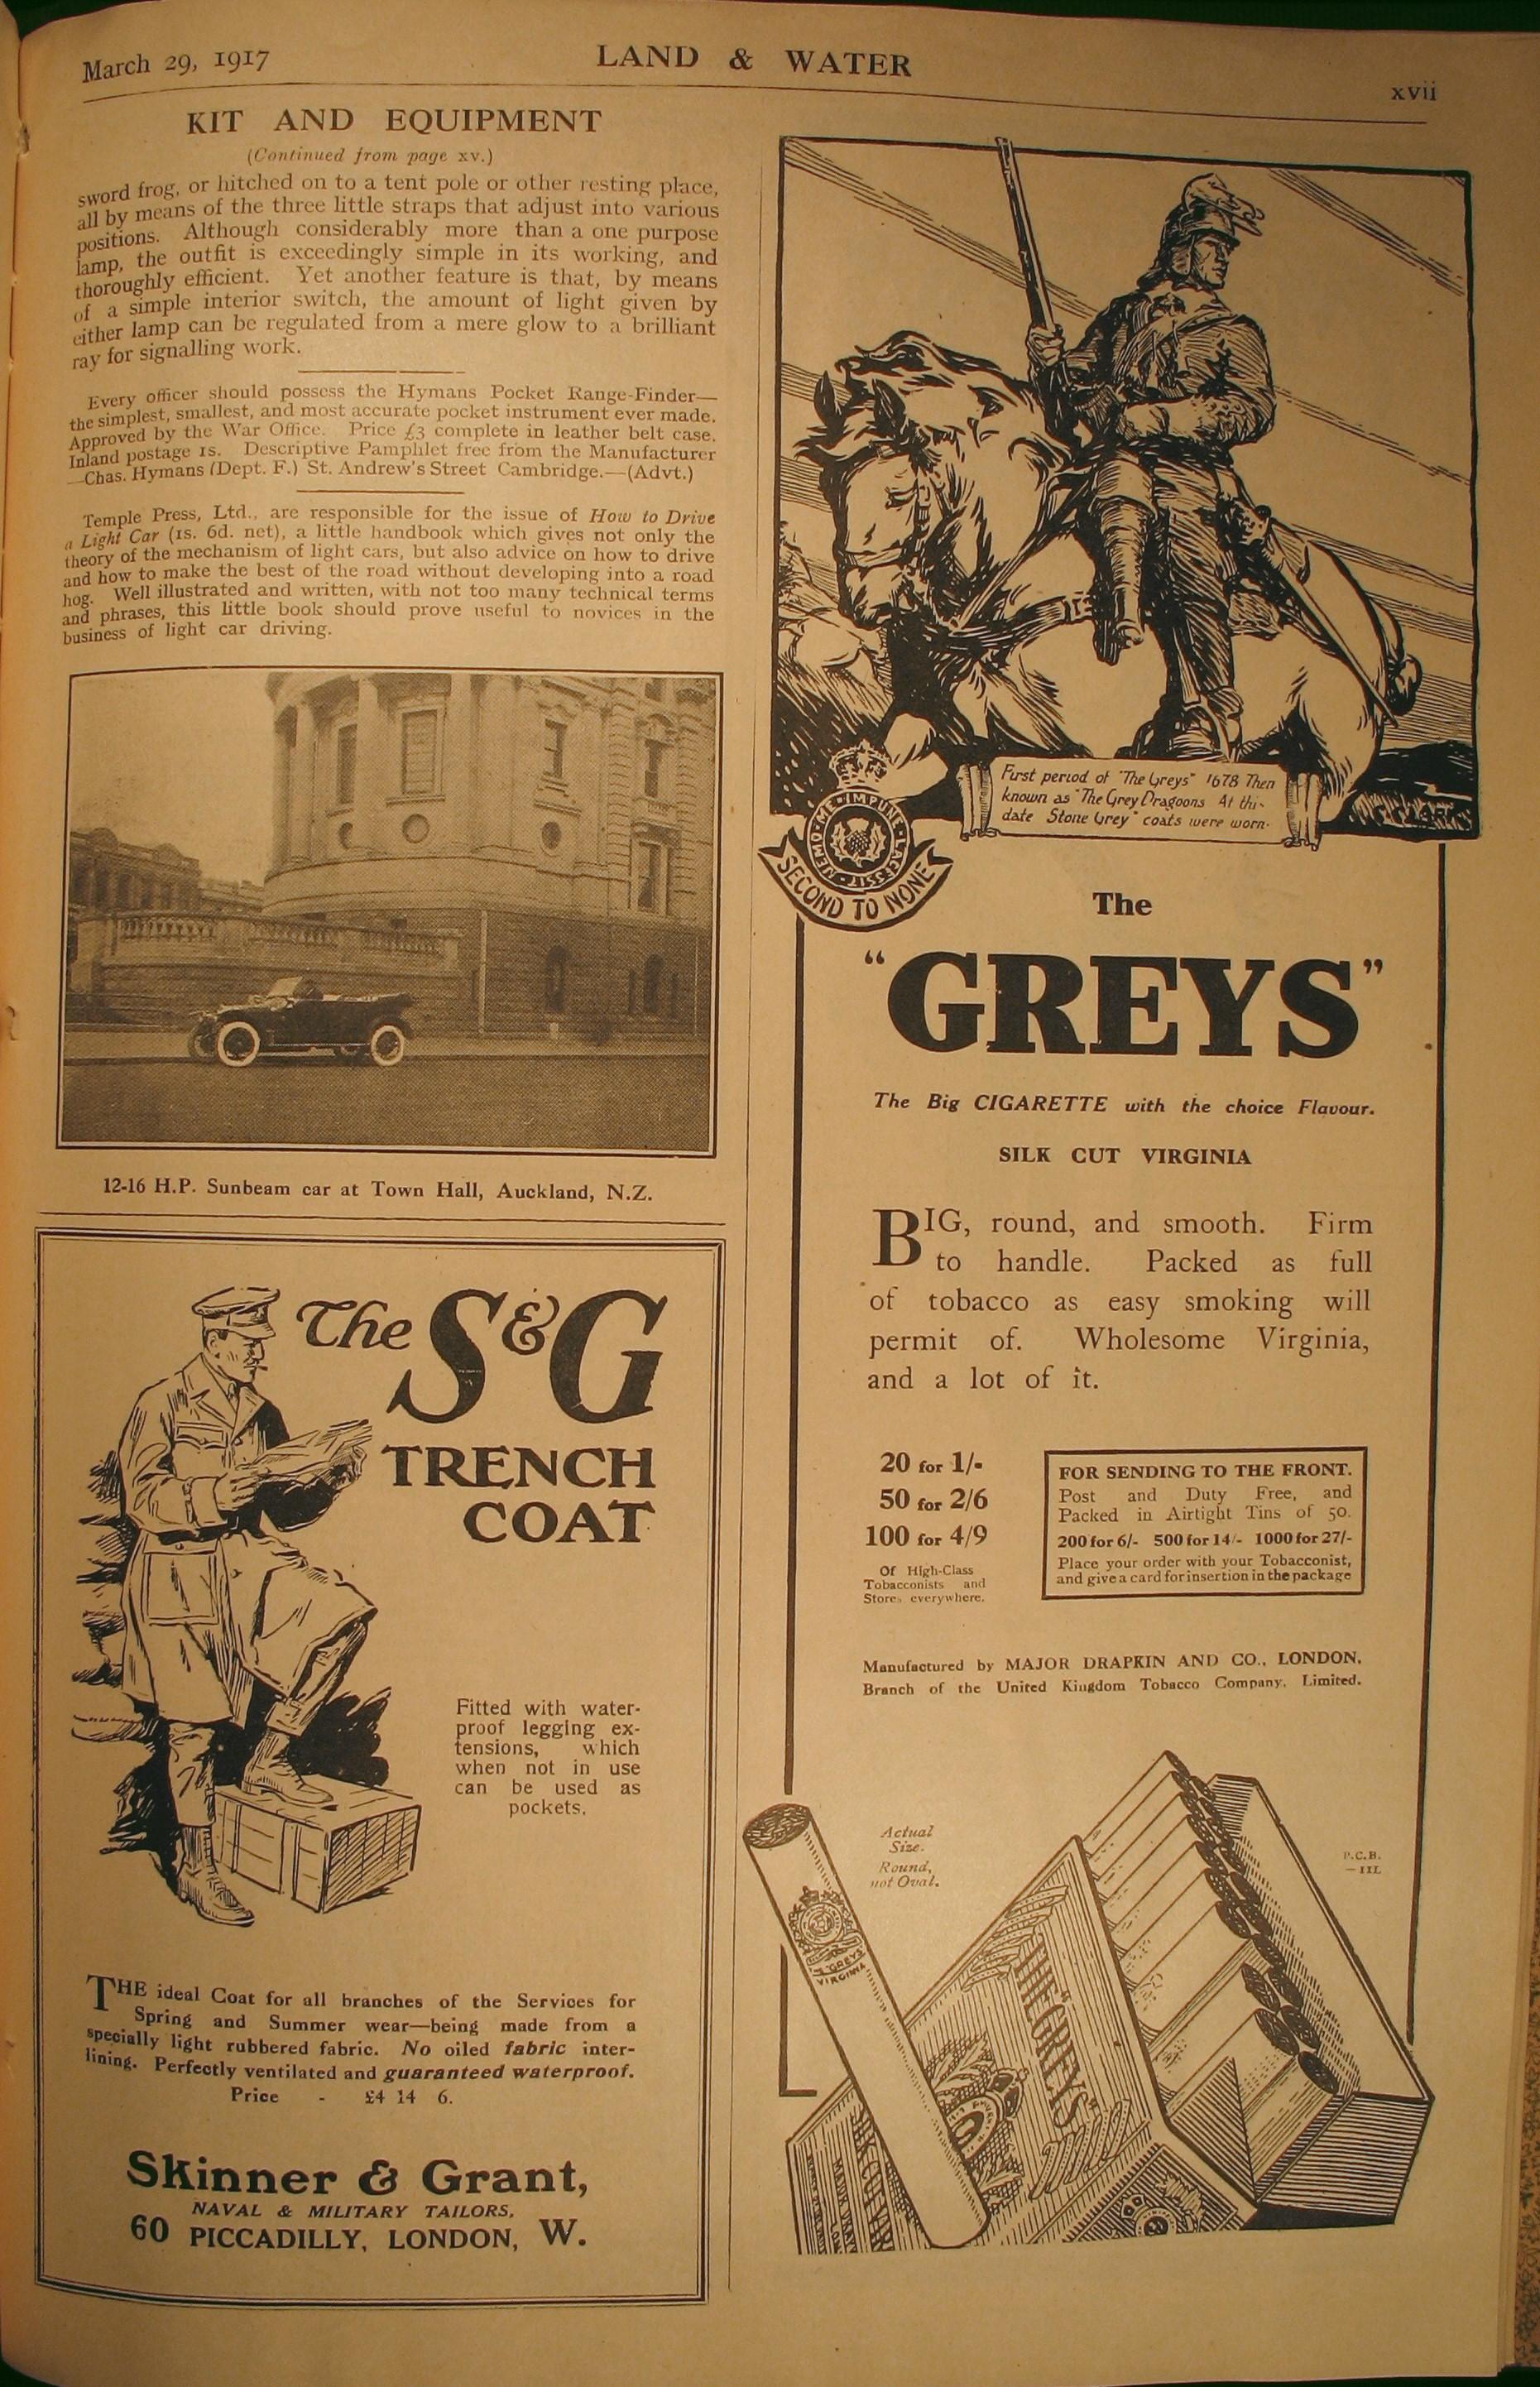 March 29, 1917
LAND & WATER
xvii
KIT AND EQUIPMENT
(Continued from page xv.)
sword frog, or hitched on to a tent pole or other resting place,
all by means of the three little straps that adjust into various
positions. Although considerably more than a one purpose
lamp, the outfit is exceedingly simple in its working, and
thoroughly efficient. Yet another feature is that, by means
of a simple interior switch, the amount of light given by
either lamp can be regulated from a mere glow to a brilliant
ray for signalling work.
Every officer should possess the Hymans Pocket Range-Finder—
the simplest, smallest, and most accurate pocket instrument ever made.
Approved by the War Office. Price £3 complete in leather belt case.
Inland postage 1s. Descriptive Pamphlet free from the Manufacturer
—Chas. Hymans (Dept. F.) St. Andrew's Street Cambridge.—(Advt.)
Temple Press, Ltd., are responsible for the issue of How to Drive
a Light Car (1s. 6d. net), a little handbook which gives not only the
theory of the mechanism of light cars, but also advice on how to drive
and how to make the best of the road without developing into a road
hog. Well illustrated and written, with not too many technical terms
and phrases, this little book should prove useful to novices in the
business of light car driving.
12-16 H.P. Sunbeam car at Town Hall, Auckland, N.Z.
The S & G
TRENCH
COAT
Fitted with water-
proof legging ex-
tensions, which
when not in use
can be used as
pockets.
THE ideal Coat for all branches of the Services for
Spring and Summer wear—being made from a
specially light rubbered fabric. No oiled fabric inter-
lining. Perfectly ventilated and guaranteed waterproof.
Price - £4 14 6.
Skinner & Grant,
NAVAL & MILITARY TAILORS,
60 PICCADILLY, LONDON, W.
First period of "The Greys" 1678 Then
known as "The Grey Dragoons At thi-
date Stone Grey" coats were worn.
NEMO·ME·IMPUNE·LACESSIT
SECOND TO NONE
The
"GREYS"
The Big CIGARETTE with the choice Flavour.
SILK CUT VIRGINIA
BIG, round, and smooth. Firm
to handle. Packed as full
of tobacco as easy smoking will
permit of. Wholesome Virginia,
and a lot of it.
20 for 1/-
50 for 2/6
100 for 4/9
Of High-Class
Tobacconists and
Stores everywhere.
FOR SENDING TO THE FRONT.
Post and Duty Free, and
Packed in Airtight Tins of 50.
200 for 6/- 500 for 14/- 1000 for 27/-
Place your order with your Tobacconist,
and give a card for insertion in the package
Manufactured by MAJOR DRAPKIN AND CO., LONDON.
Branch of the United Kingdom Tobacco Company, Limited.
Actual
Size.
Round,
not Oval.
P.C.B.
—III.
"GREYS"
VIRGINIA
THE "GREYS"
SILK CUT VIRGINIA